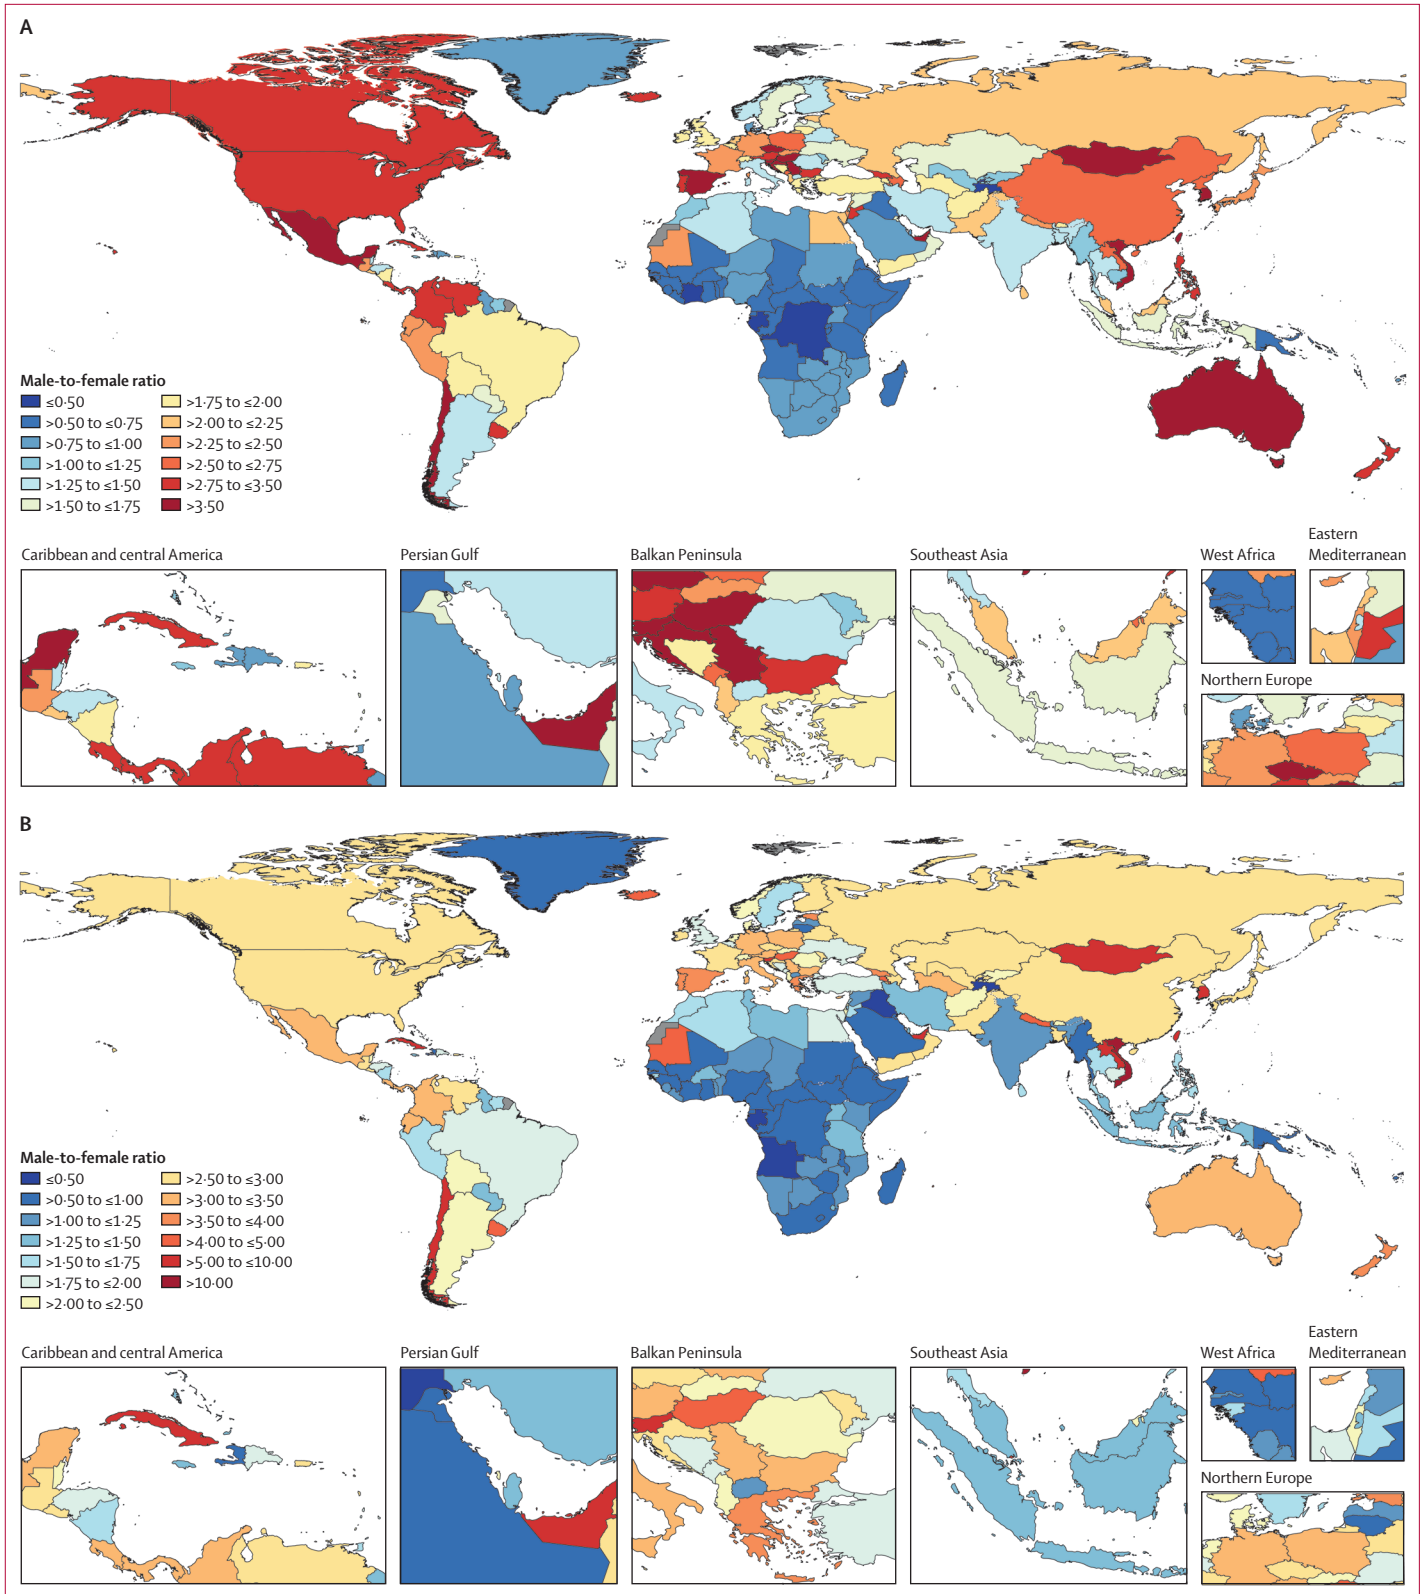 A
Male-to-female ratio
≤0·50
>0·50 to ≤0·75
>0·75 to ≤1·00
>1·00 to ≤1·25
>1·25 to ≤1·50
>1·50 to ≤1·75
>1·75 to ≤2·00
>2·00 to ≤2·25
>2·25 to ≤2·50
>2·50 to ≤2·75
>2·75 to ≤3·50
>3·50
Caribbean and central America
Persian Gulf
Balkan Peninsula
Southeast Asia
West Africa
Eastern
Mediterranean
Northern Europe
B
Male-to-female ratio
≤0·50
>0·50 to ≤1·00
>1·00 to ≤1·25
>1·25 to ≤1·50
>1·50 to ≤1·75
>1·75 to ≤2·00
>2·00 to ≤2·50
>2·50 to ≤3·00
>3·00 to ≤3·50
>3·50 to ≤4·00
>4·00 to ≤5·00
>5·00 to ≤10·00
>10·00
Caribbean and central America
Persian Gulf
Balkan Peninsula
Southeast Asia
West Africa
Eastern
Mediterranean
Northern Europe